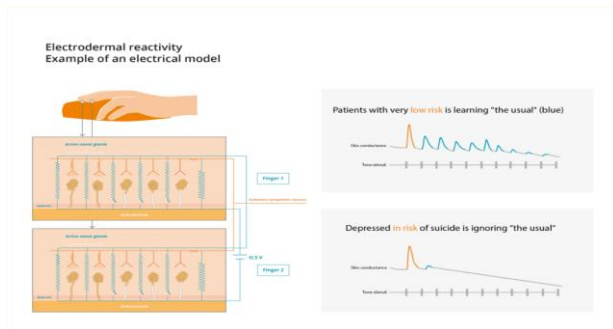 Electrodermal reactivity
Example of an electrical model
Active sweat glands
Finger 1
Active sweat glands
0,5 V
Finger 2
Patients with very low risk is learning "the usual" (blue)
Skin conductance
Tone stimuli
Depressed in risk of suicide is ignoring "the usual"
Skin conductance
Tone stimuli